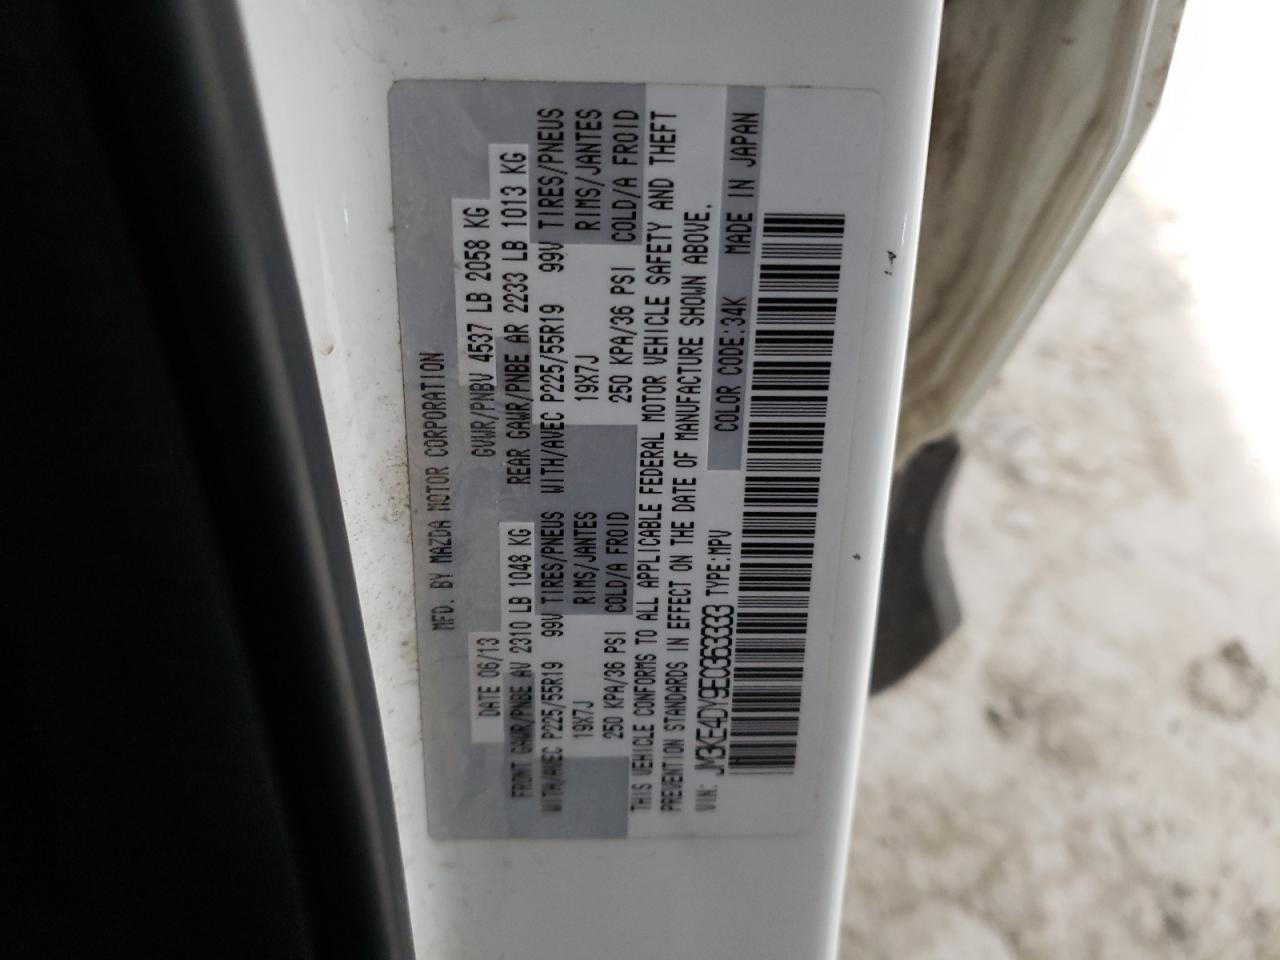 MFD. BY MAZDA MOTOR CORPORATION
DATE 06/13 GVWR/PNBV 4537 LB 2058 KG
FRONT GAWR/PNBE AV 2310 LB 1048 KG REAR GAWR/PNBE AR 2233 LB 1013 KG
WITH/AVEC P225/55R19 99V TIRES/PNEUS WITH/AVEC P225/55R19 99V TIRES/PNEUS
19X7J RIMS/JANTES 19X7J RIMS/JANTES
250 KPA/36 PSI COLD/A FROID 250 KPA/36 PSI COLD/A FROID
THIS VEHICLE CONFORMS TO ALL APPLICABLE FEDERAL MOTOR VEHICLE SAFETY AND THEFT
PREVENTION STANDARDS IN EFFECT ON THE DATE OF MANUFACTURE SHOWN ABOVE.
VIN: JM3KE4DY9E0363333 TYPE:MPV COLOR CODE:34K MADE IN JAPAN